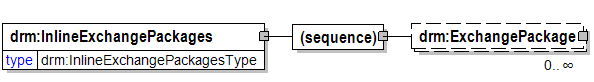 drm:InlineExchangePackages
type drm:InlineExchangePackagesType
(sequence)
drm:ExchangePackage
0.. ∞